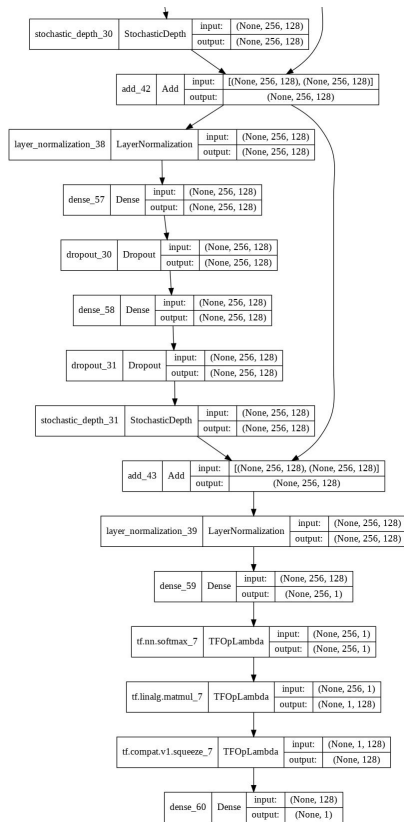 stochastic_depth_30 StochasticDepth input: (None, 256, 128)
output: (None, 256, 128)
add_42 Add input: [(None, 256, 128), (None, 256, 128)]
output: (None, 256, 128)
layer_normalization_38 LayerNormalization input: (None, 256, 128)
output: (None, 256, 128)
dense_57 Dense input: (None, 256, 128)
output: (None, 256, 128)
dropout_30 Dropout input: (None, 256, 128)
output: (None, 256, 128)
dense_58 Dense input: (None, 256, 128)
output: (None, 256, 128)
dropout_31 Dropout input: (None, 256, 128)
output: (None, 256, 128)
stochastic_depth_31 StochasticDepth input: (None, 256, 128)
output: (None, 256, 128)
add_43 Add input: [(None, 256, 128), (None, 256, 128)]
output: (None, 256, 128)
layer_normalization_39 LayerNormalization input: (None, 256, 128)
output: (None, 256, 128)
dense_59 Dense input: (None, 256, 128)
output: (None, 256, 1)
tf.nn.softmax_7 TFOpLambda input: (None, 256, 1)
output: (None, 256, 1)
tf.linalg.matmul_7 TFOpLambda input: (None, 256, 1)
output: (None, 1, 128)
tf.compat.v1.squeeze_7 TFOpLambda input: (None, 1, 128)
output: (None, 128)
dense_60 Dense input: (None, 128)
output: (None, 1)